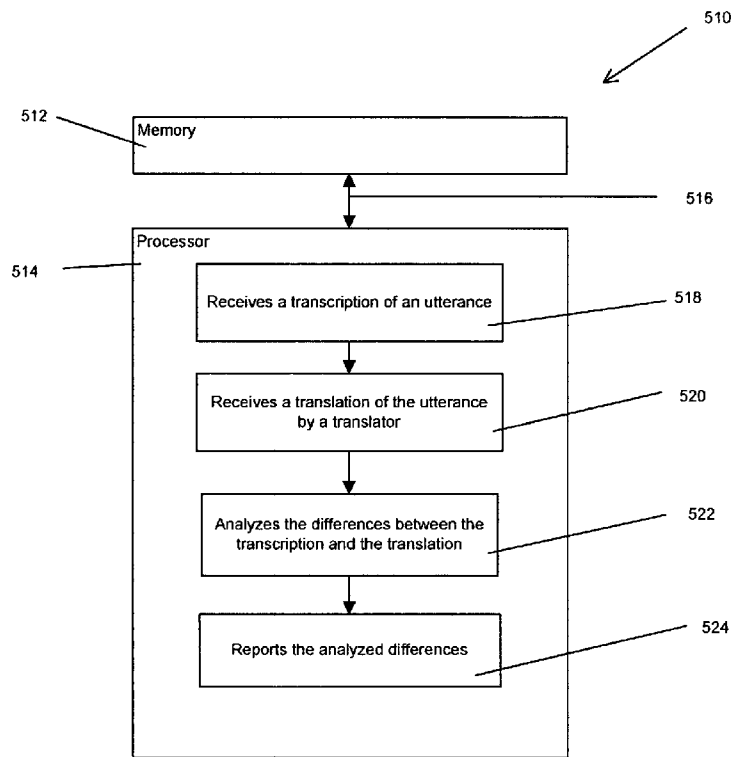 510
512
Memory
516
Processor
514
Receives a transcription of an utterance
518
Receives a translation of the utterance
by a translator
520
Analyzes the differences between the
transcription and the translation
522
Reports the analyzed differences
524